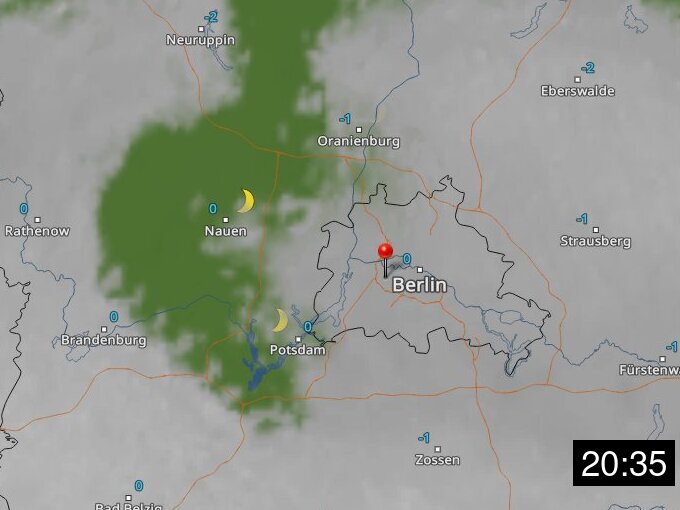 -2
Neuruppin
-2
Eberswalde
-1
Oranienburg
0
Rathenow
0
Nauen
-1
Strausberg
0
Berlin
0
Brandenburg
0
Potsdam
-1
Fürstenwa
-1
Zossen
20:35
0
Bad Belzig